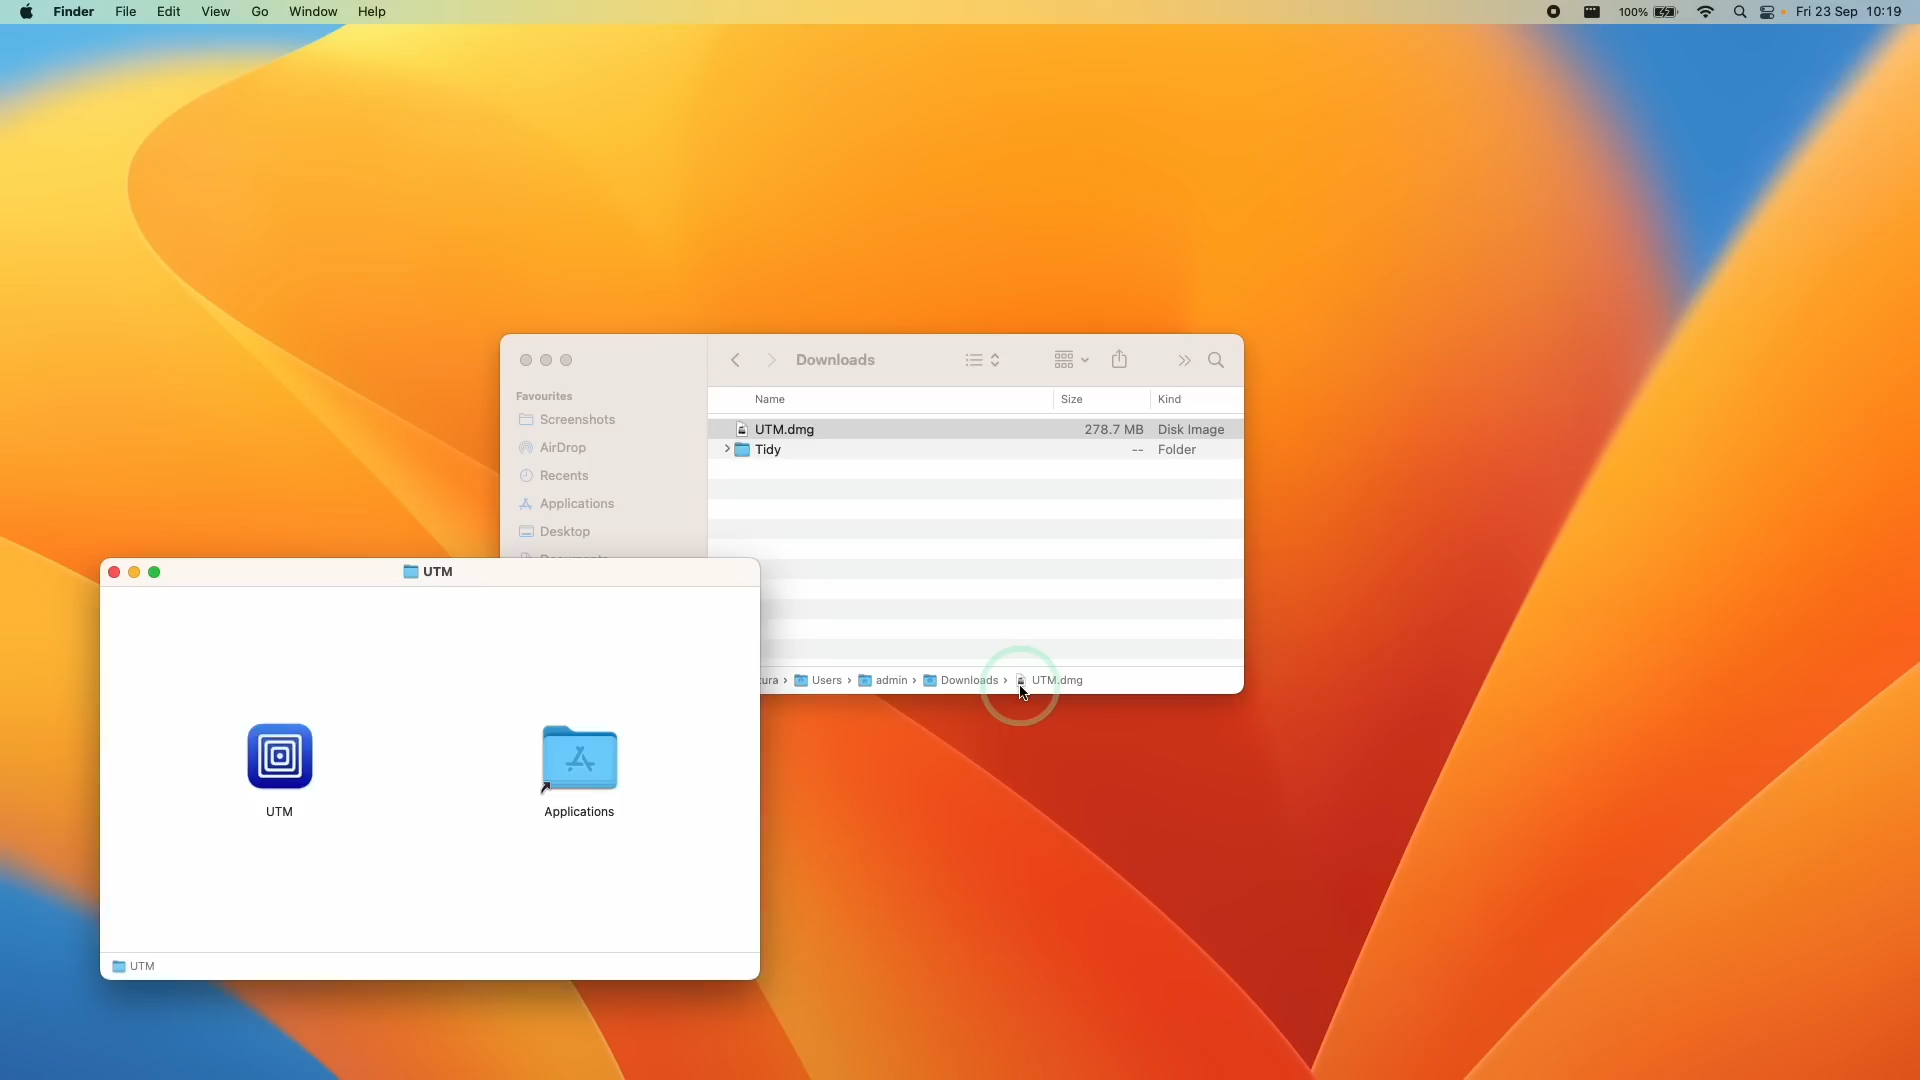 Finder File Edit View Go Window Help 100% Fri 23 Sep 10:19
Downloads
Favourites
Screenshots
AirDrop
Recents
Applications
Desktop
Name Size Kind
UTM.dmg 278.7 MB Disk Image
Tidy -- Folder
tura › Users › admin › Downloads › UTM.dmg
UTM
UTM
Applications
UTM